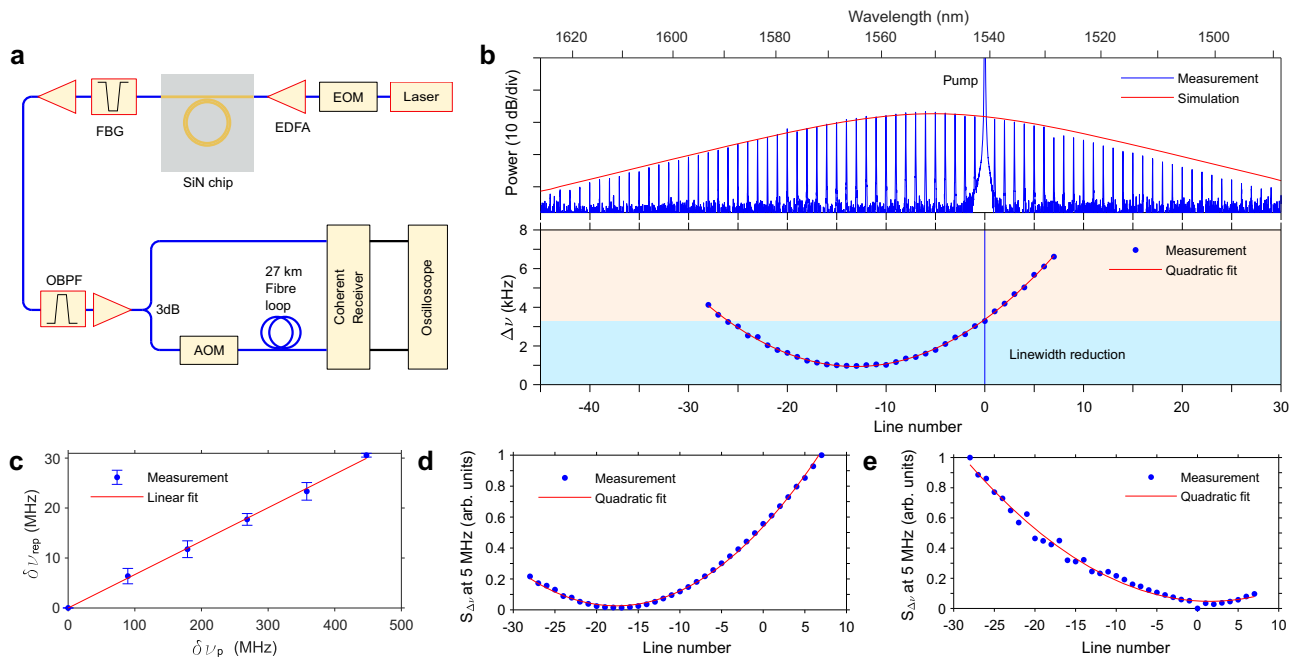 a
FBG
SiN chip
EDFA
EOM
Laser
OBPF
3dB
AOM
27 km
Fibre
loop
Coherent
Receiver
Oscilloscope
b
Wavelength (nm)
1620 1600 1580 1560 1540 1520 1500
Power (10 dB/div)
Pump
Measurement
Simulation
8
6
4
2
0
Δν (kHz)
Measurement
Quadratic fit
Linewidth reduction
-40 -30 -20 -10 0 10 20 30
Line number
c
30
20
10
0
δν_rep (MHz)
Measurement
Linear fit
0 100 200 300 400 500
δν_p (MHz)
d
1
0.8
0.6
0.4
0.2
0
S_Δν at 5 MHz (arb. units)
Measurement
Quadratic fit
-30 -25 -20 -15 -10 -5 0 5 10
Line number
e
1
0.8
0.6
0.4
0.2
0
S_Δν at 5 MHz (arb. units)
Measurement
Quadratic fit
-30 -25 -20 -15 -10 -5 0 5 10
Line number